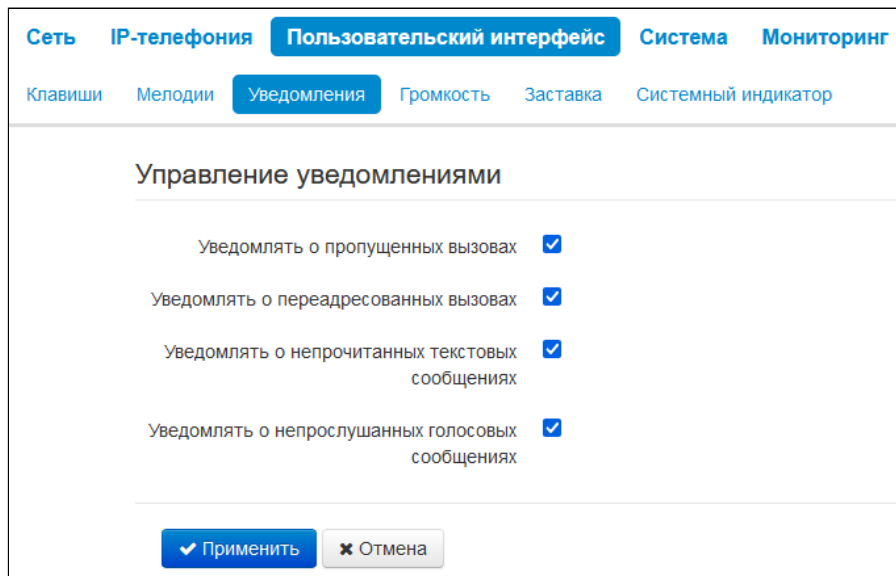 Сеть IP-телефония Пользовательский интерфейс Система Мониторинг
Клавиши Мелодии Уведомления Громкость Заставка Системный индикатор
Управление уведомлениями
Уведомлять о пропущенных вызовах
Уведомлять о переадресованных вызовах
Уведомлять о непрочитанных текстовых
сообщениях
Уведомлять о непрослушанных голосовых
сообщениях
Применить Отмена